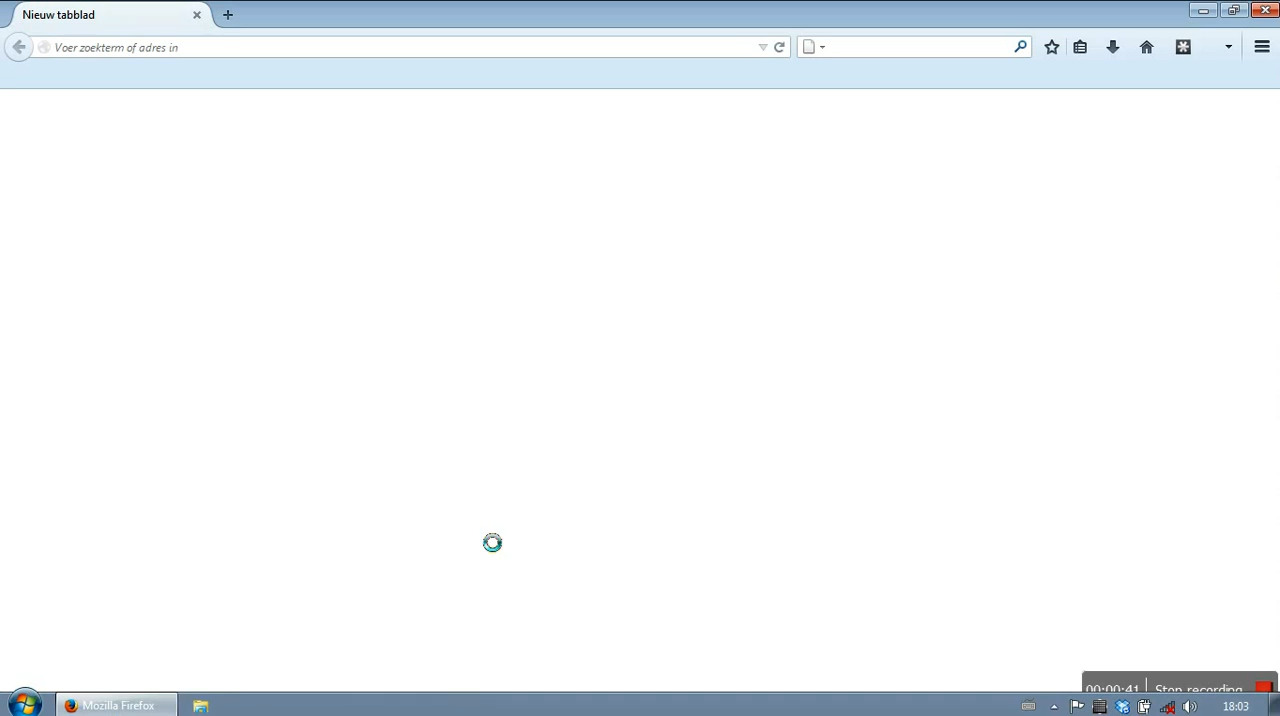 Nieuw tabblad
Voer zoekterm of adres in
00:00:41 Stop recording
Mozilla Firefox
18:03